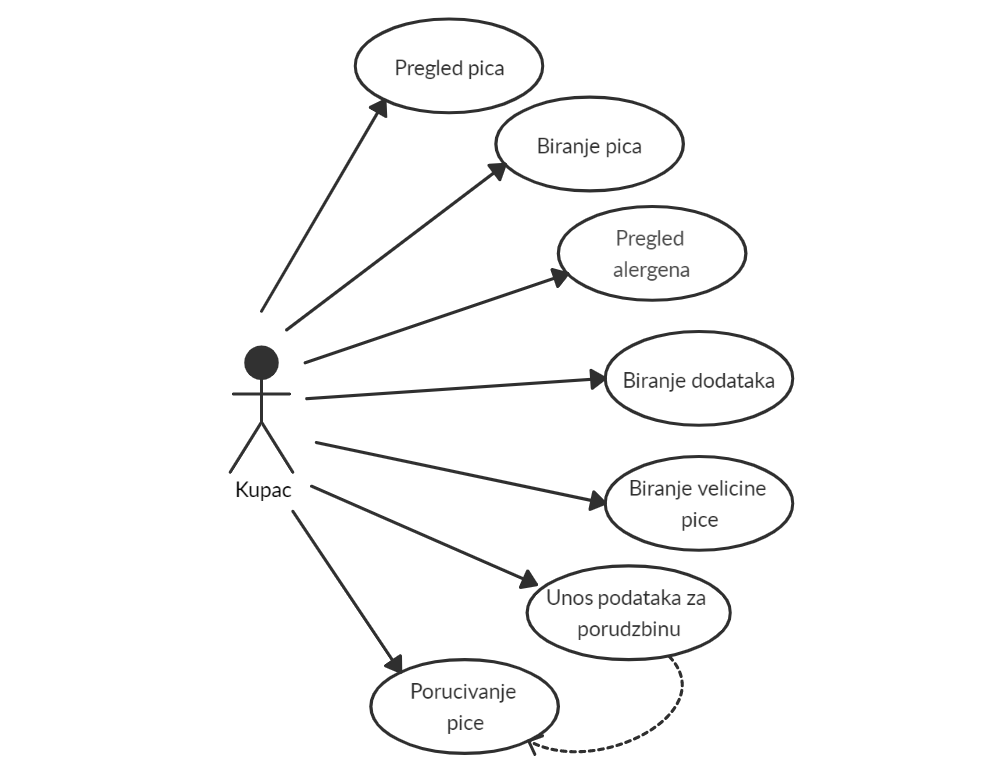 Pregled pica
Biranje pica
Pregled
alergena
Biranje dodataka
Biranje velicine
pice
Kupac
Unos podataka za
porudzbinu
Porucivanje
pice